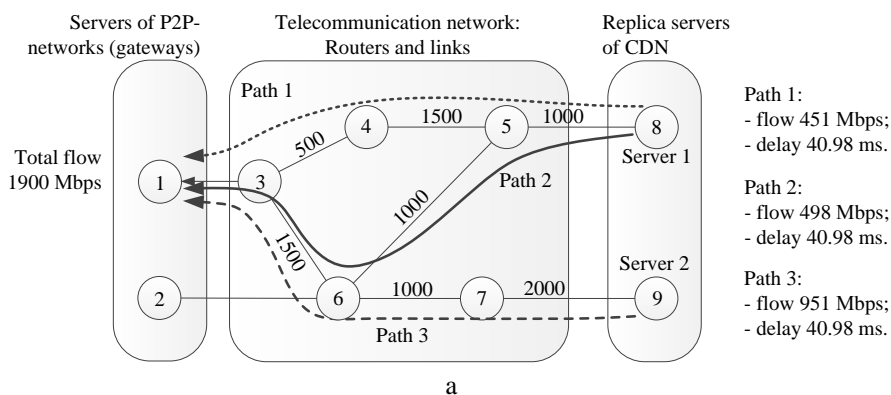 Servers of P2P-
networks (gateways)
Telecommunication network:
Routers and links
Replica servers
of CDN
Path 1
Total flow
1900 Mbps
1
2
3
500
4
1500
5
1000
8
Server 1
Path 2
1000
1500
6
1000
7
2000
Server 2
9
Path 3
Path 1:
- flow 451 Mbps;
- delay 40.98 ms.
Path 2:
- flow 498 Mbps;
- delay 40.98 ms.
Path 3:
- flow 951 Mbps;
- delay 40.98 ms.
a